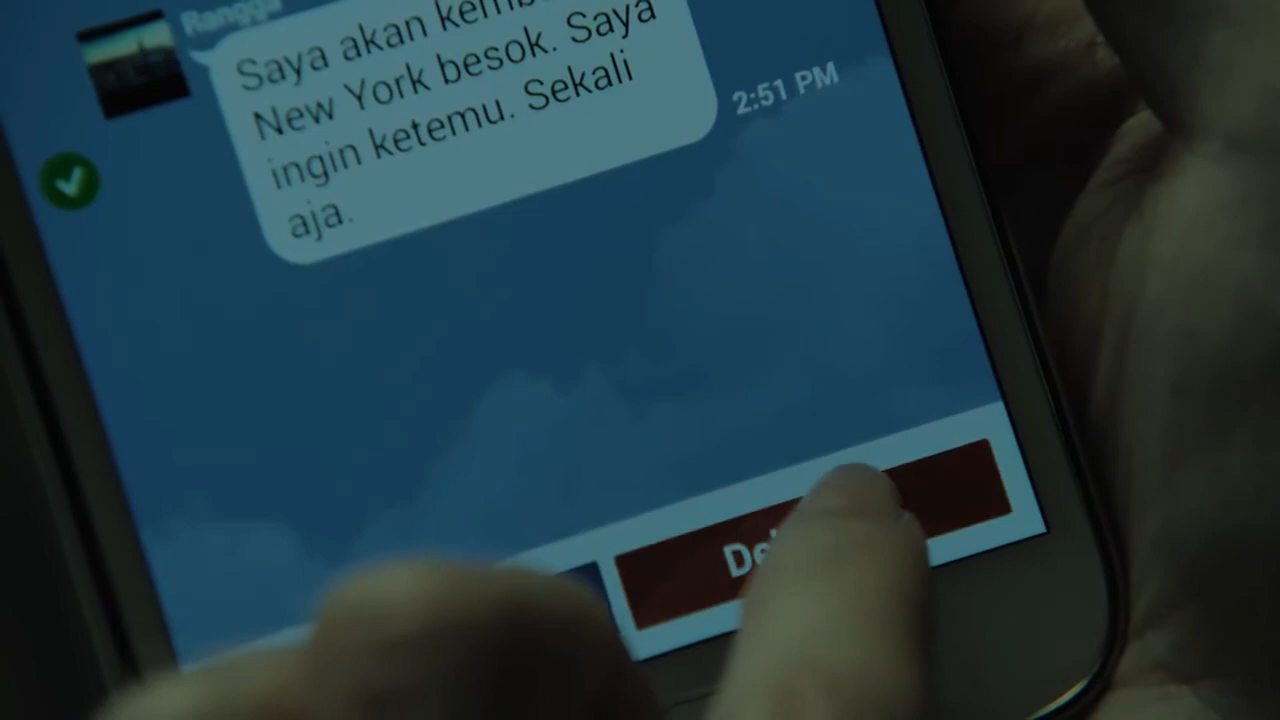 Rangga
Saya akan
New York besok. Saya
ingin ketemu. Sekali
aja.
2:51 PM